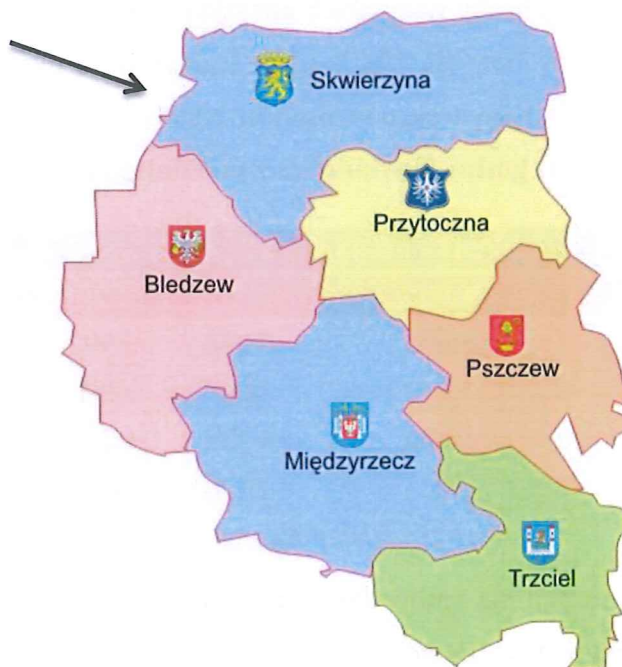 Skwierzyna
Przytoczna
Bledzew
Pszczew
Międzyrzecz
Trzciel